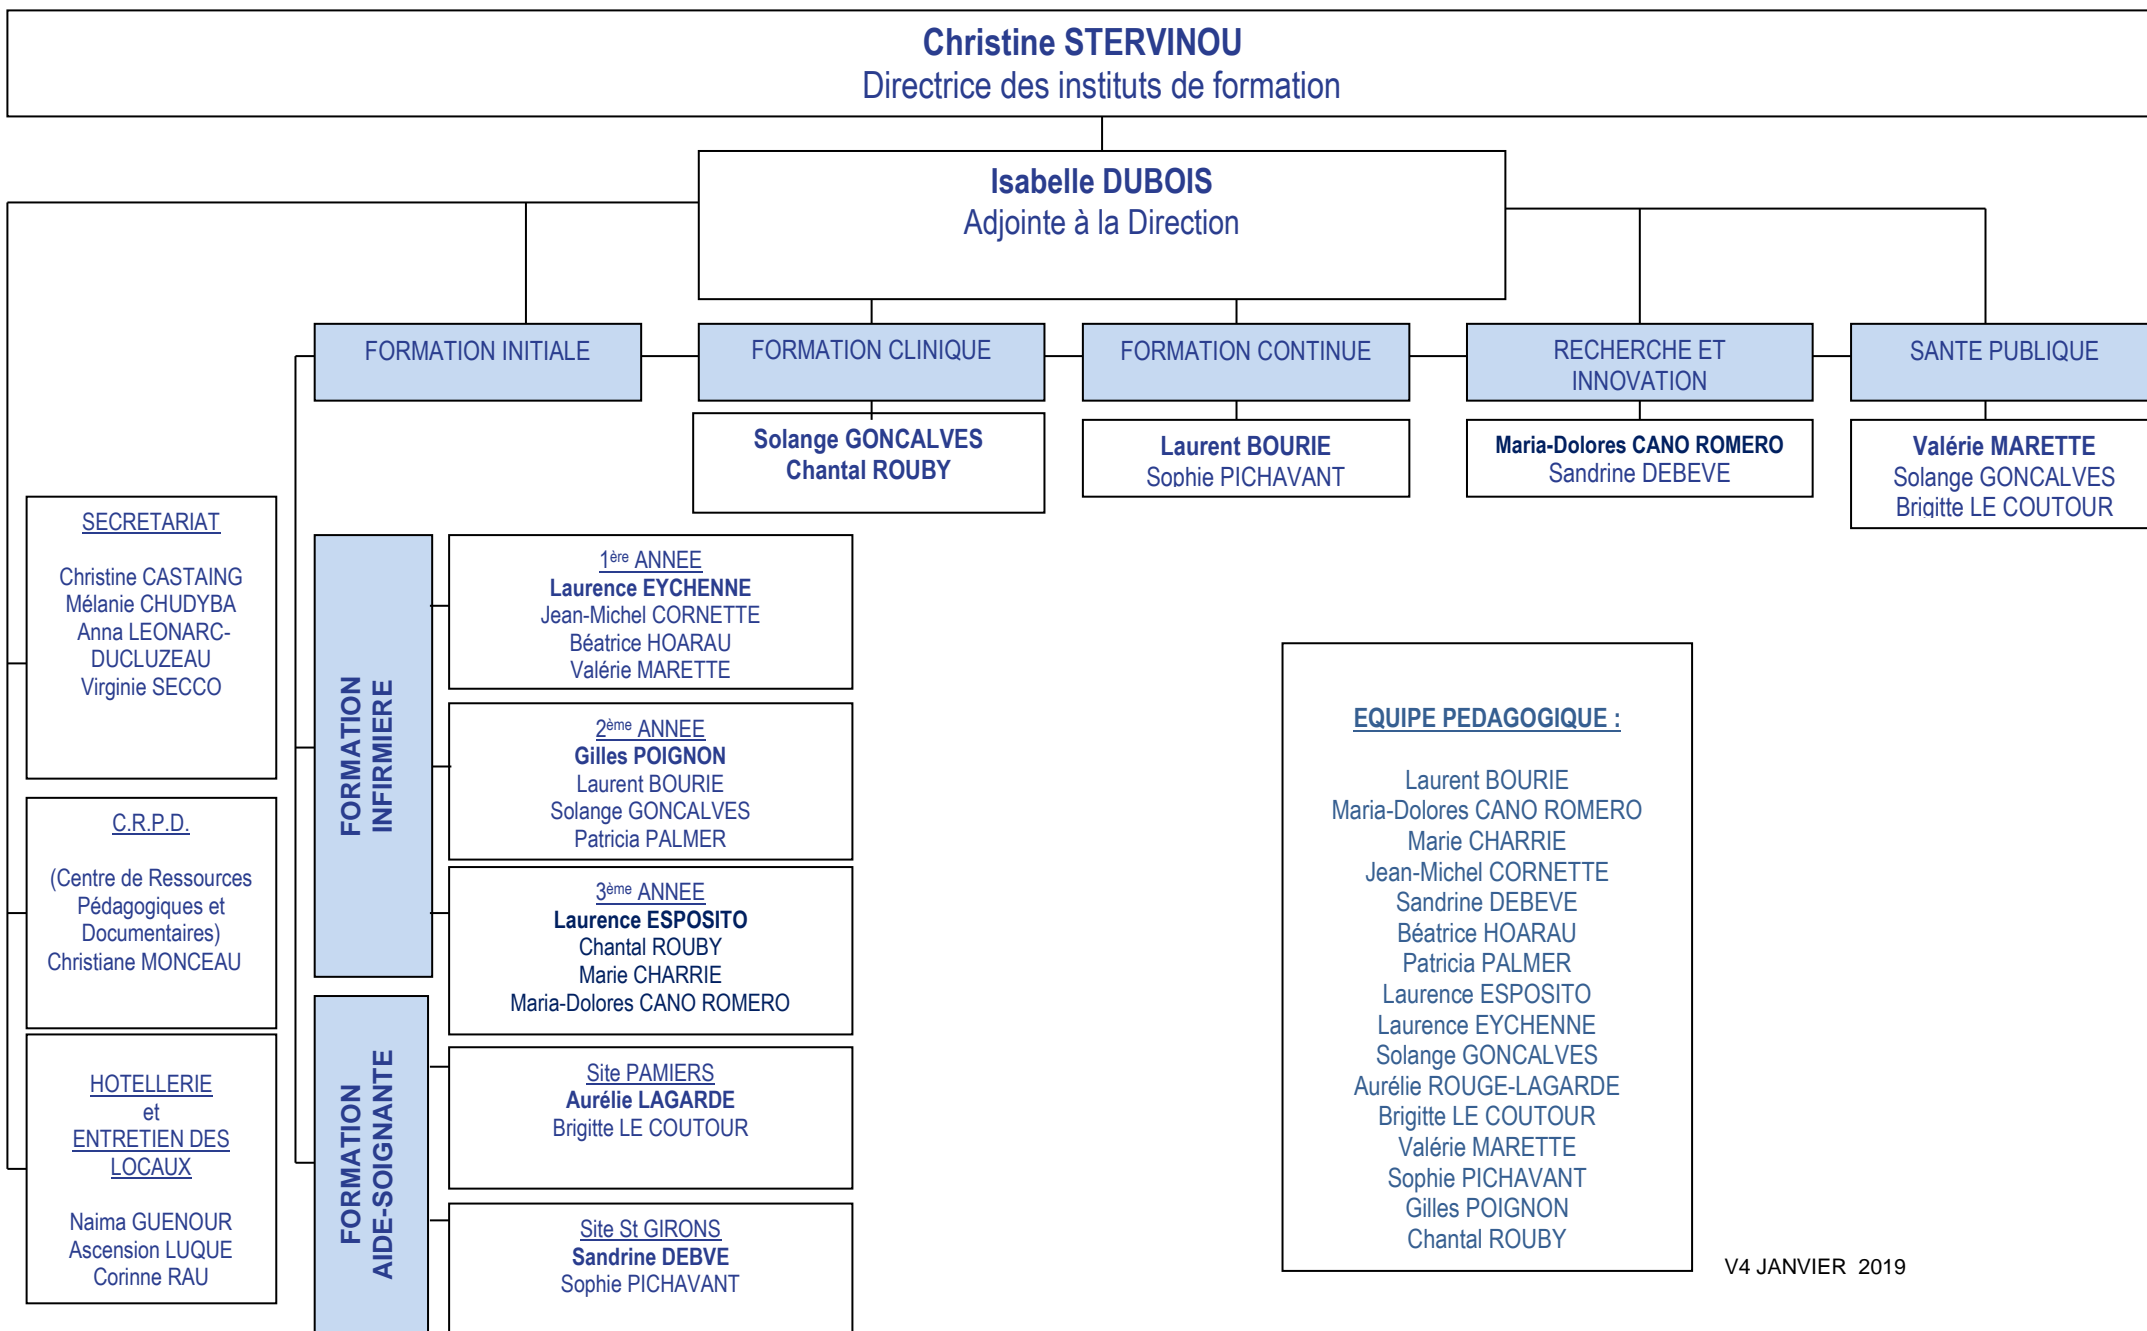 Christine STERVINOU
Directrice des instituts de formation
Isabelle DUBOIS
Adjointe à la Direction
FORMATION INITIALE
FORMATION CLINIQUE
FORMATION CONTINUE
RECHERCHE ET
INNOVATION
SANTE PUBLIQUE
Solange GONCALVES
Chantal ROUBY
Laurent BOURIE
Sophie PICHAVANT
Maria-Dolores CANO ROMERO
Sandrine DEBEVE
Valérie MARETTE
Solange GONCALVES
Brigitte LE COUTOUR
SECRETARIAT
Christine CASTAING
Mélanie CHUDYBA
Anna LEONARC-
DUCLUZEAU
Virginie SECCO
C.R.P.D.
(Centre de Ressources
Pédagogiques et
Documentaires)
Christiane MONCEAU
HOTELLERIE
et
ENTRETIEN DES
LOCAUX
Naima GUENOUR
Ascension LUQUE
Corinne RAU
FORMATION
INFIRMIERE
1ère ANNEE
Laurence EYCHENNE
Jean-Michel CORNETTE
Béatrice HOARAU
Valérie MARETTE
2ème ANNEE
Gilles POIGNON
Laurent BOURIE
Solange GONCALVES
Patricia PALMER
3ème ANNEE
Laurence ESPOSITO
Chantal ROUBY
Marie CHARRIE
Maria-Dolores CANO ROMERO
FORMATION
AIDE-SOIGNANTE
Site PAMIERS
Aurélie LAGARDE
Brigitte LE COUTOUR
Site St GIRONS
Sandrine DEBVE
Sophie PICHAVANT
EQUIPE PEDAGOGIQUE :
Laurent BOURIE
Maria-Dolores CANO ROMERO
Marie CHARRIE
Jean-Michel CORNETTE
Sandrine DEBEVE
Béatrice HOARAU
Patricia PALMER
Laurence ESPOSITO
Laurence EYCHENNE
Solange GONCALVES
Aurélie ROUGE-LAGARDE
Brigitte LE COUTOUR
Valérie MARETTE
Sophie PICHAVANT
Gilles POIGNON
Chantal ROUBY
V4 JANVIER 2019